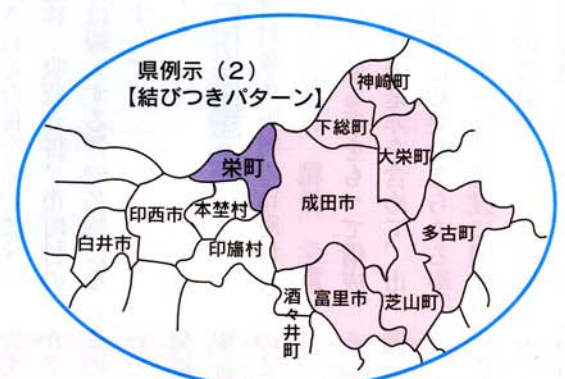 県例示(2)
【結びつきパターン】
神崎町
下総町
大栄町
栄町
成田市
本埜村
印西市
多古町
白井市
印旛村
酒々井町
富里市
芝山町